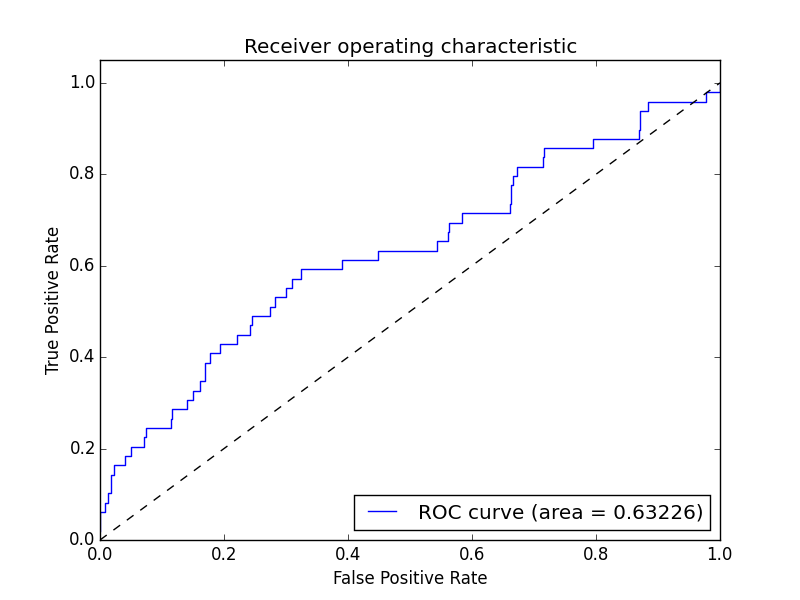 Receiver operating characteristic
True Positive Rate
1.0
0.8
0.6
0.4
0.2
0.0
ROC curve (area = 0.63226)
0.0 0.2 0.4 0.6 0.8 1.0
False Positive Rate